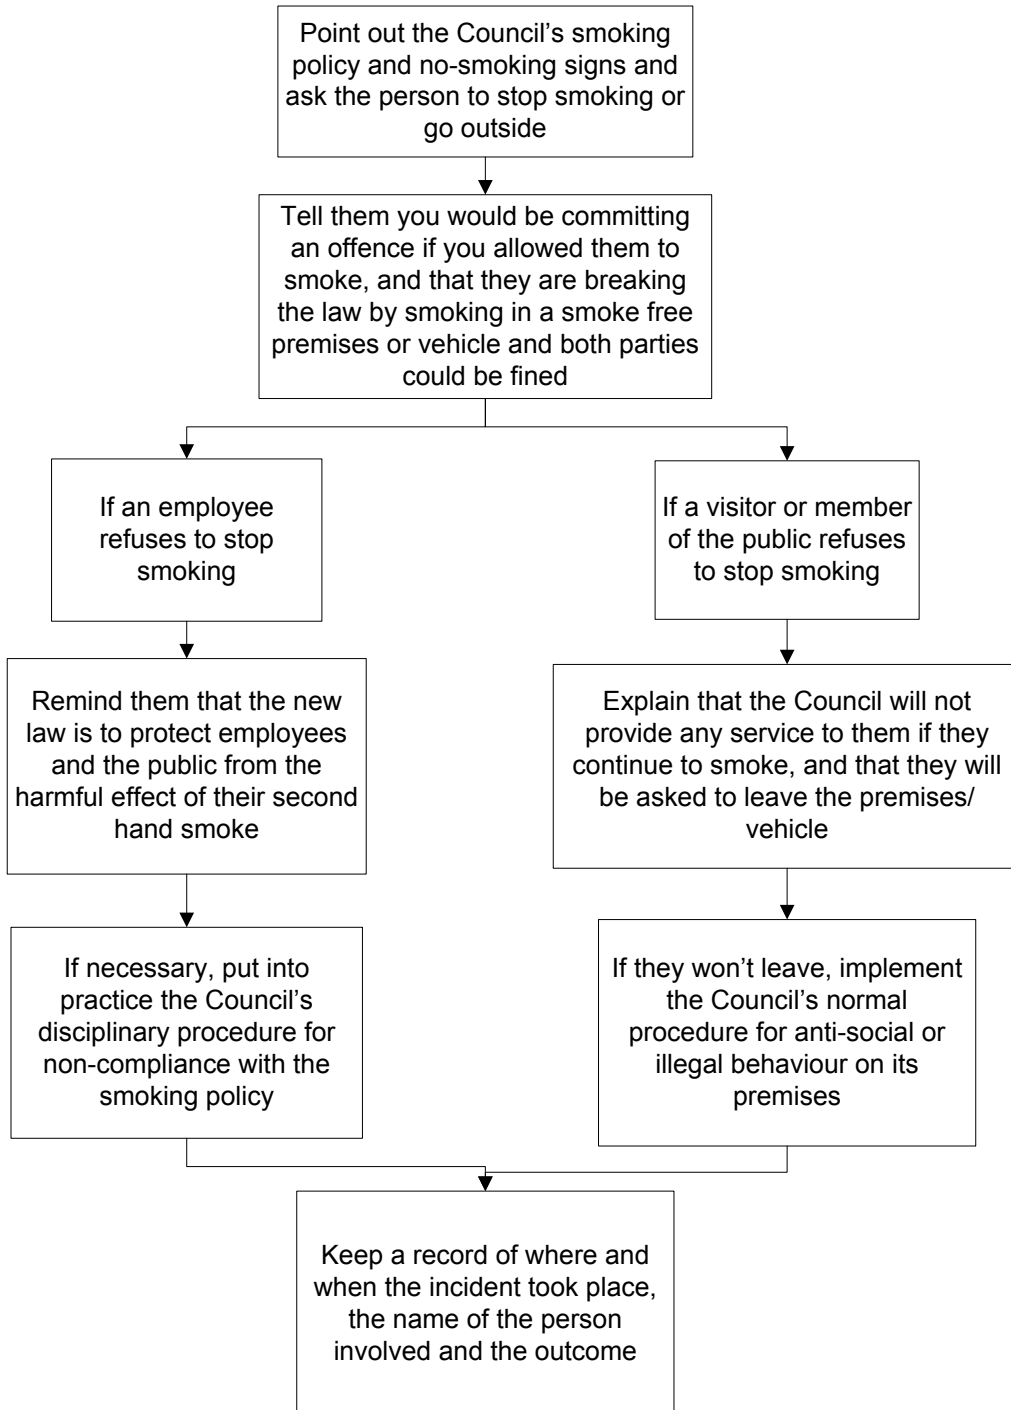 Point out the Council’s smoking
policy and no-smoking signs and
ask the person to stop smoking or
go outside
Tell them you would be committing
an offence if you allowed them to
smoke, and that they are breaking
the law by smoking in a smoke free
premises or vehicle and both parties
could be fined
If an employee
refuses to stop
smoking
If a visitor or member
of the public refuses
to stop smoking
Remind them that the new
law is to protect employees
and the public from the
harmful effect of their second
hand smoke
Explain that the Council will not
provide any service to them if they
continue to smoke, and that they will
be asked to leave the premises/
vehicle
If necessary, put into
practice the Council’s
disciplinary procedure for
non-compliance with the
smoking policy
If they won’t leave, implement
the Council’s normal
procedure for anti-social or
illegal behaviour on its
premises
Keep a record of where and
when the incident took place,
the name of the person
involved and the outcome